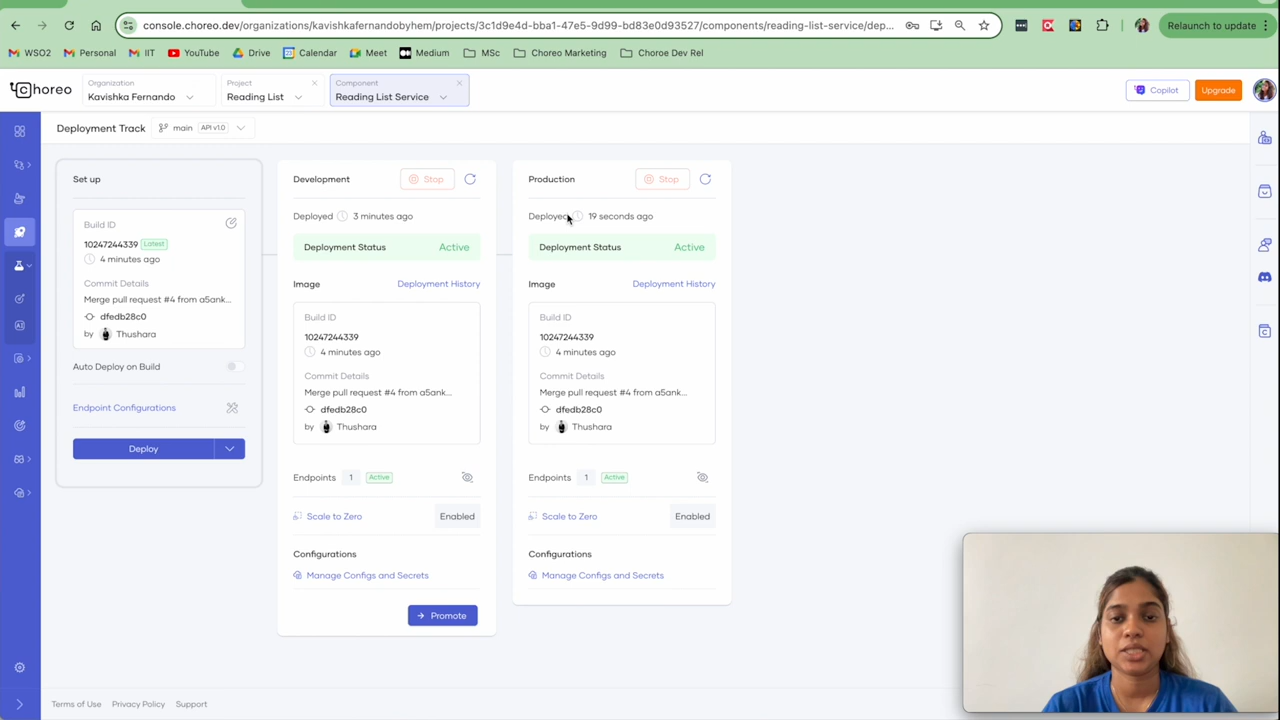 console.choreo.dev/organizations/kavishkafernandobyhem/projects/3c1d9e4d-bba1-47e5-9d99-bd83e0d93527/components/reading-list-service/dep...
Relaunch to update
WSO2 Personal IIT YouTube Drive Calendar Meet Medium MSc Choreo Marketing Choroe Dev Rel
Choreo
Organization
Kavishka Fernando
Project
Reading List
Component
Reading List Service
Copilot
Upgrade
Deployment Track main API v1.0
Set up
Build ID
10247244339 Latest
4 minutes ago
Commit Details
Merge pull request #4 from a5ank...
dfedb28c0
by Thushara
Auto Deploy on Build
Endpoint Configurations
Deploy
Development Stop
Deployed 3 minutes ago
Deployment Status Active
Image Deployment History
Build ID
10247244339
4 minutes ago
Commit Details
Merge pull request #4 from a5ank...
dfedb28c0
by Thushara
Endpoints 1 Active
Scale to Zero Enabled
Configurations
Manage Configs and Secrets
Promote
Production Stop
Deployed 19 seconds ago
Deployment Status Active
Image Deployment History
Build ID
10247244339
4 minutes ago
Commit Details
Merge pull request #4 from a5ank...
dfedb28c0
by Thushara
Endpoints 1 Active
Scale to Zero Enabled
Configurations
Manage Configs and Secrets
Terms of Use Privacy Policy Support